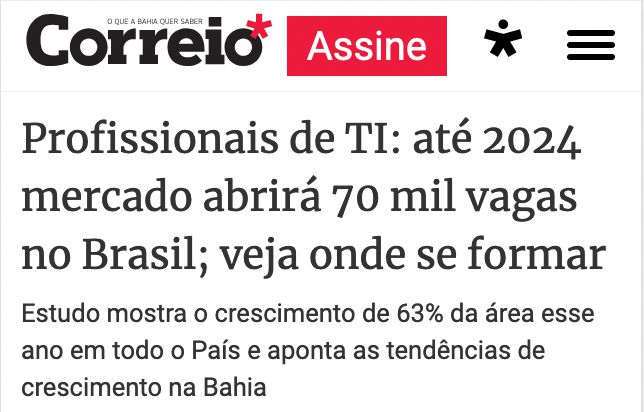 O QUE A BAHIA QUER SABER
Correio*
Assine
Profissionais de TI: até 2024
mercado abrirá 70 mil vagas
no Brasil; veja onde se formar
Estudo mostra o crescimento de 63% da área esse
ano em todo o País e aponta as tendências de
crescimento na Bahia